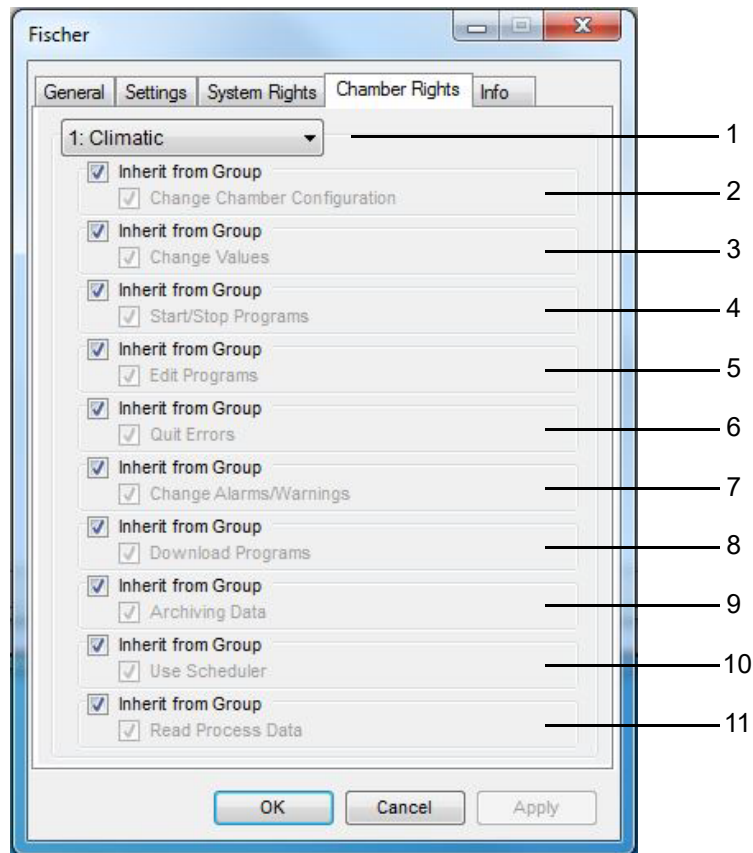 Fischer
General Settings System Rights Chamber Rights Info
1: Climatic
1
Inherit from Group
Change Chamber Configuration
2
Inherit from Group
Change Values
3
Inherit from Group
Start/Stop Programs
4
Inherit from Group
Edit Programs
5
Inherit from Group
Quit Errors
6
Inherit from Group
Change Alarms/Warnings
7
Inherit from Group
Download Programs
8
Inherit from Group
Archiving Data
9
Inherit from Group
Use Scheduler
10
Inherit from Group
Read Process Data
11
OK Cancel Apply